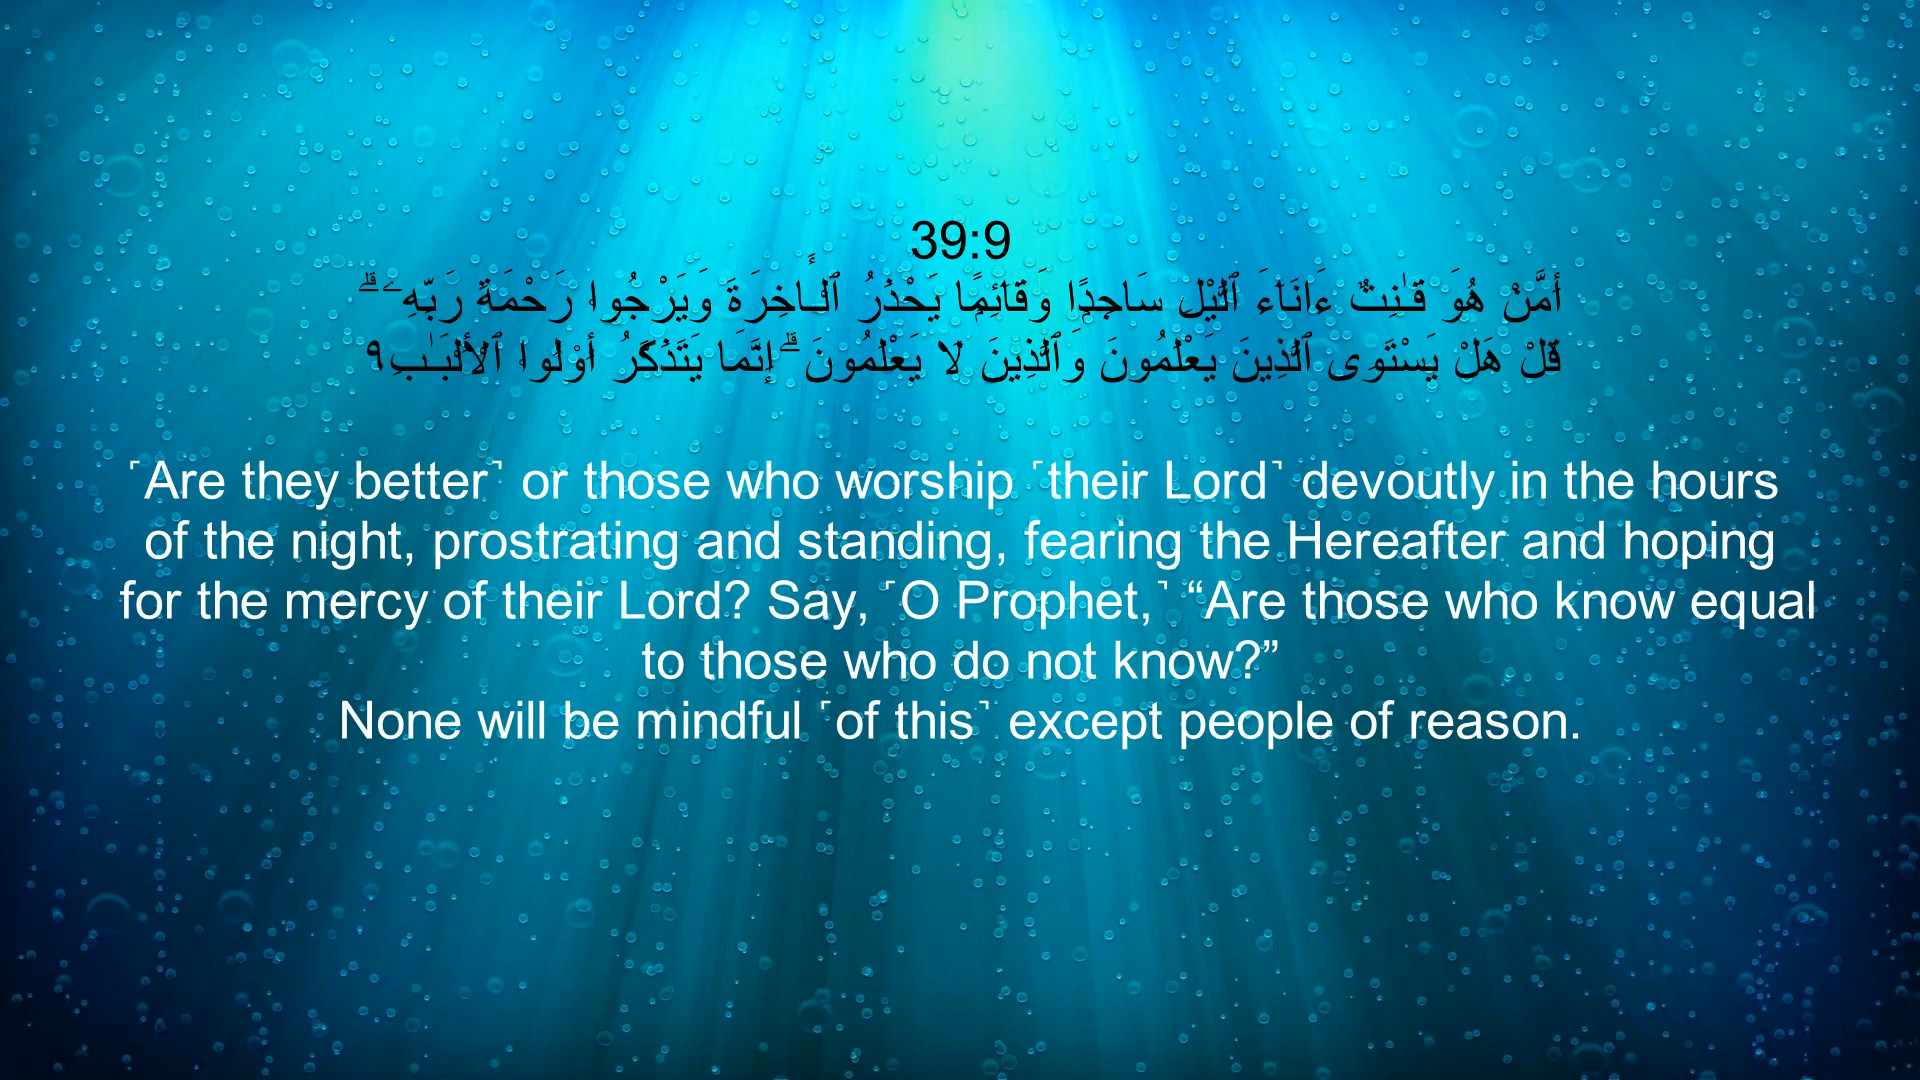 39:9
أَمَّنْ هُوَ قَـٰنِتٌ ءَانَآءَ ٱلَّيْلِ سَاجِدًا وَقَآئِمًا يَحْذَرُ ٱلْـَٔاخِرَةَ وَيَرْجُوا۟ رَحْمَةَ رَبِّهِۦ ۗ
قُلْ هَلْ يَسْتَوِى ٱلَّذِينَ يَعْلَمُونَ وَٱلَّذِينَ لَا يَعْلَمُونَ ۗ إِنَّمَا يَتَذَكَّرُ أُو۟لُوا۟ ٱلْأَلْبَـٰبِ ٩
˹Are they better˺ or those who worship ˹their Lord˺ devoutly in the hours
of the night, prostrating and standing, fearing the Hereafter and hoping
for the mercy of their Lord? Say, ˹O Prophet,˺ “Are those who know equal
to those who do not know?”
None will be mindful ˹of this˺ except people of reason.